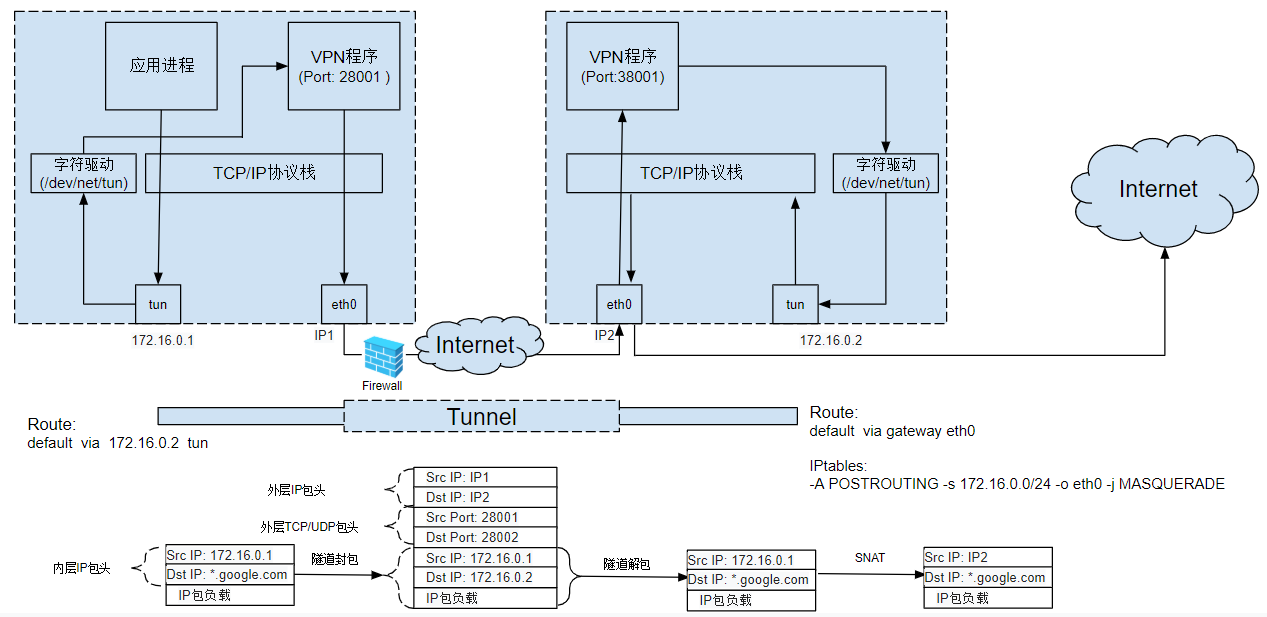 应用进程
VPN程序
(Port: 28001 )
字符驱动
(/dev/net/tun)
TCP/IP协议栈
tun
eth0
172.16.0.1
IP1
VPN程序
(Port:38001)
TCP/IP协议栈
字符驱动
(/dev/net/tun)
eth0
tun
IP2
172.16.0.2
Internet
Internet
Firewall
Tunnel
Route:
default via 172.16.0.2 tun
Route:
default via gateway eth0
IPtables:
-A POSTROUTING -s 172.16.0.0/24 -o eth0 -j MASQUERADE
外层IP包头
外层TCP/UDP包头
内层IP包头
Src IP: 172.16.0.1
Dst IP: *.google.com
IP包负载
隧道封包
Src IP: IP1
Dst IP: IP2
Src Port: 28001
Dst Port: 28002
Src IP: 172.16.0.1
Dst IP: 172.16.0.2
IP包负载
隧道解包
Src IP: 172.16.0.1
Dst IP: *.google.com
IP包负载
SNAT
Src IP: IP2
Dst IP: *.google.com
IP包负载